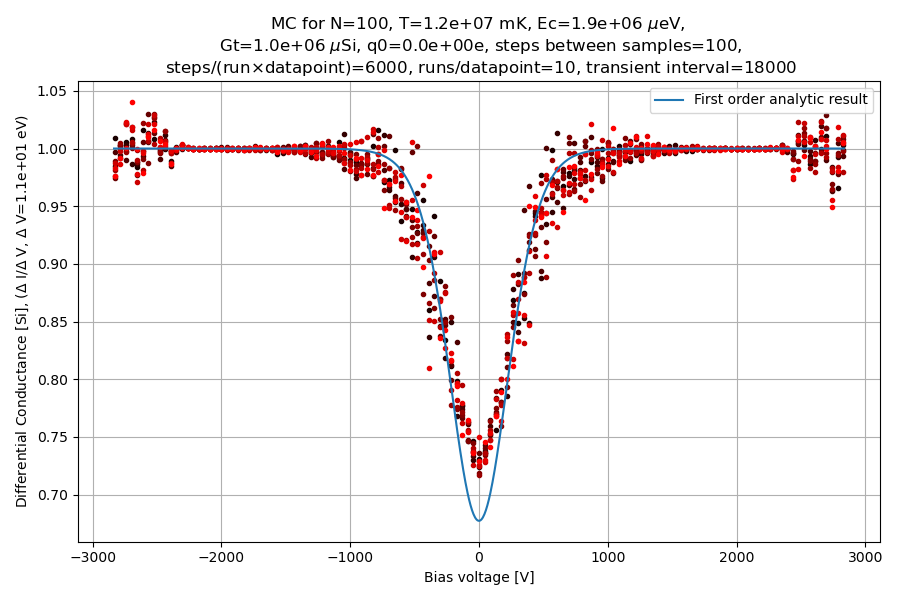 MC for N=100, T=1.2e+07 mK, Ec=1.9e+06 μeV,
Gt=1.0e+06 μSi, q0=0.0e+00e, steps between samples=100,
steps/(run×datapoint)=6000, runs/datapoint=10, transient interval=18000
First order analytic result
Differential Conductance [Si], (Δ I/Δ V, Δ V=1.1e+01 eV)
1.05
1.00
0.95
0.90
0.85
0.80
0.75
0.70
−3000 −2000 −1000 0 1000 2000 3000
Bias voltage [V]